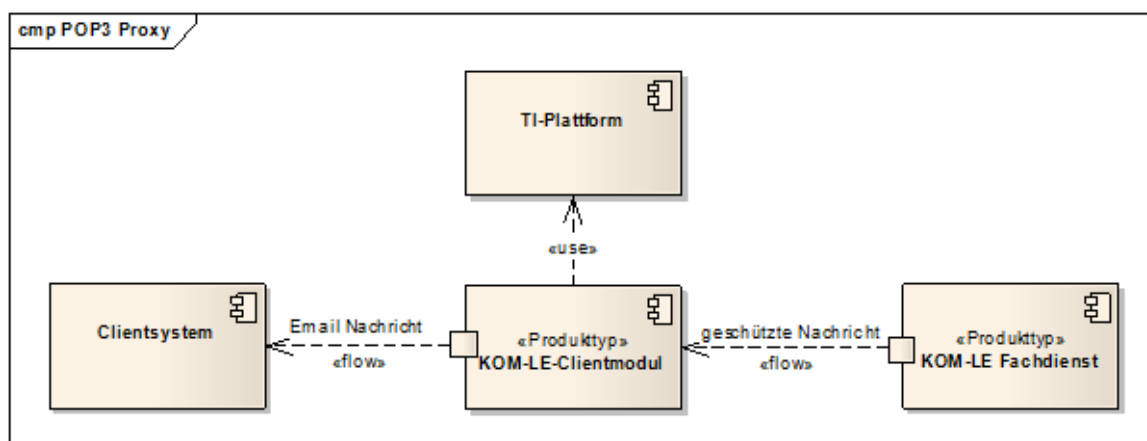 cmp POP3 Proxy
TI-Plattform
«use»
Clientsystem
Email Nachricht
«flow»
«Produkttyp»
KOM-LE-Clientmodul
geschützte Nachricht
«flow»
«Produkttyp»
KOM-LE Fachdienst